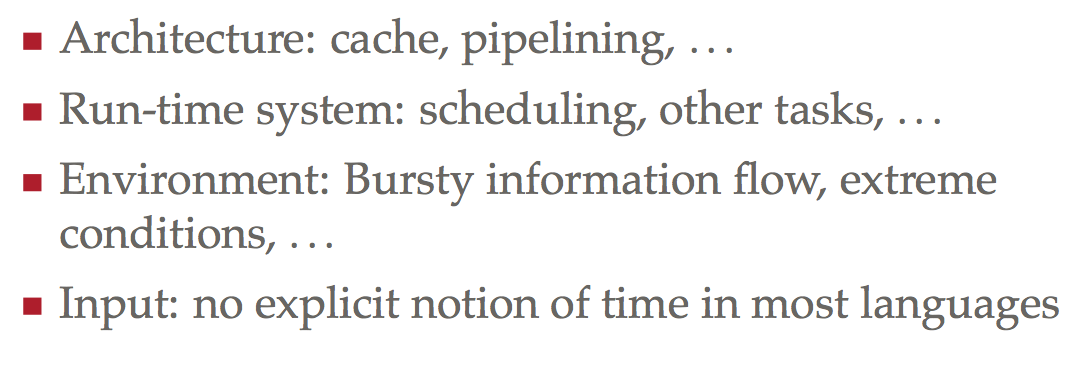 Architecture: cache, pipelining, …
Run-time system: scheduling, other tasks, …
Environment: Bursty information flow, extreme
conditions, …
Input: no explicit notion of time in most languages